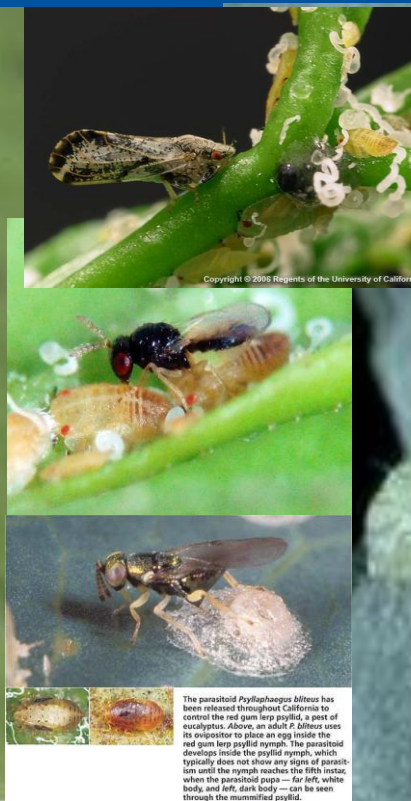 Copyright © 2006 Regents of the University of Califor
The parasitoid Psyllaphaegus bliteus has
been released throughout California to
control the red gum lerp psyllid, a pest of
eucalyptus. Above, an adult P. bliteus uses
its ovipositor to place an egg inside the
red gum lerp psyllid nymph. The parasitoid
develops inside the psyllid nymph, which
typically does not show any signs of parasit-
ism until the nymph reaches the fifth instar,
when the parasitoid pupa — far left, white
body, and left, dark body — can be seen
through the mummified psyllid.